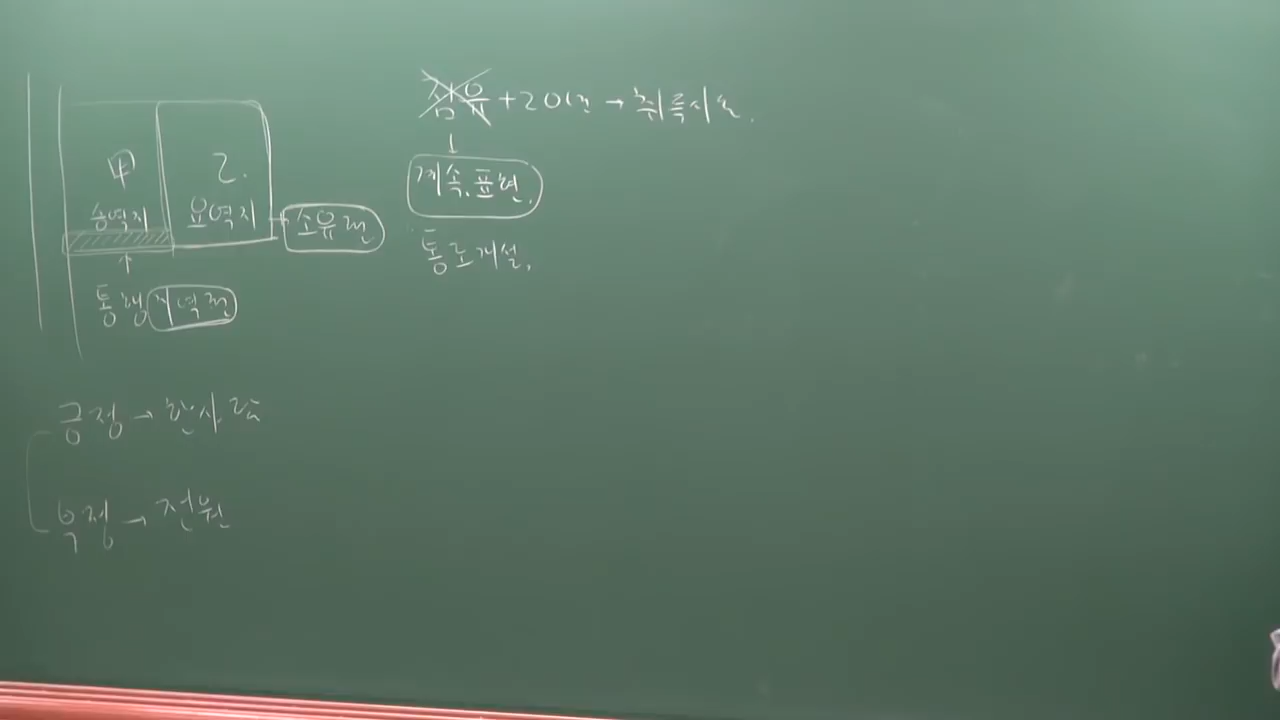 甲 乙.
승역지 요역지 소유권
통행지역권
긍정 → 한사람
부정 → 전원
점유 + 20년 → 취득시효.
↓
계속, 표현,
통로개설,